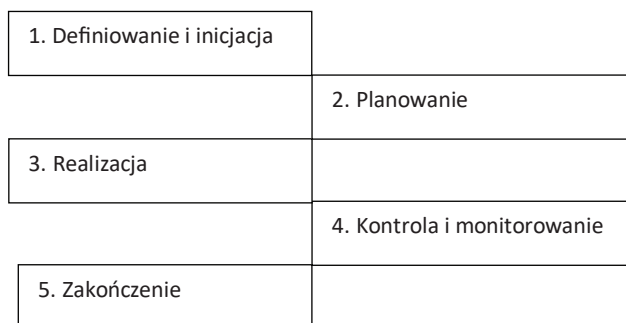 1. Definiowanie i inicjacja
2. Planowanie
3. Realizacja
4. Kontrola i monitorowanie
5. Zakończenie